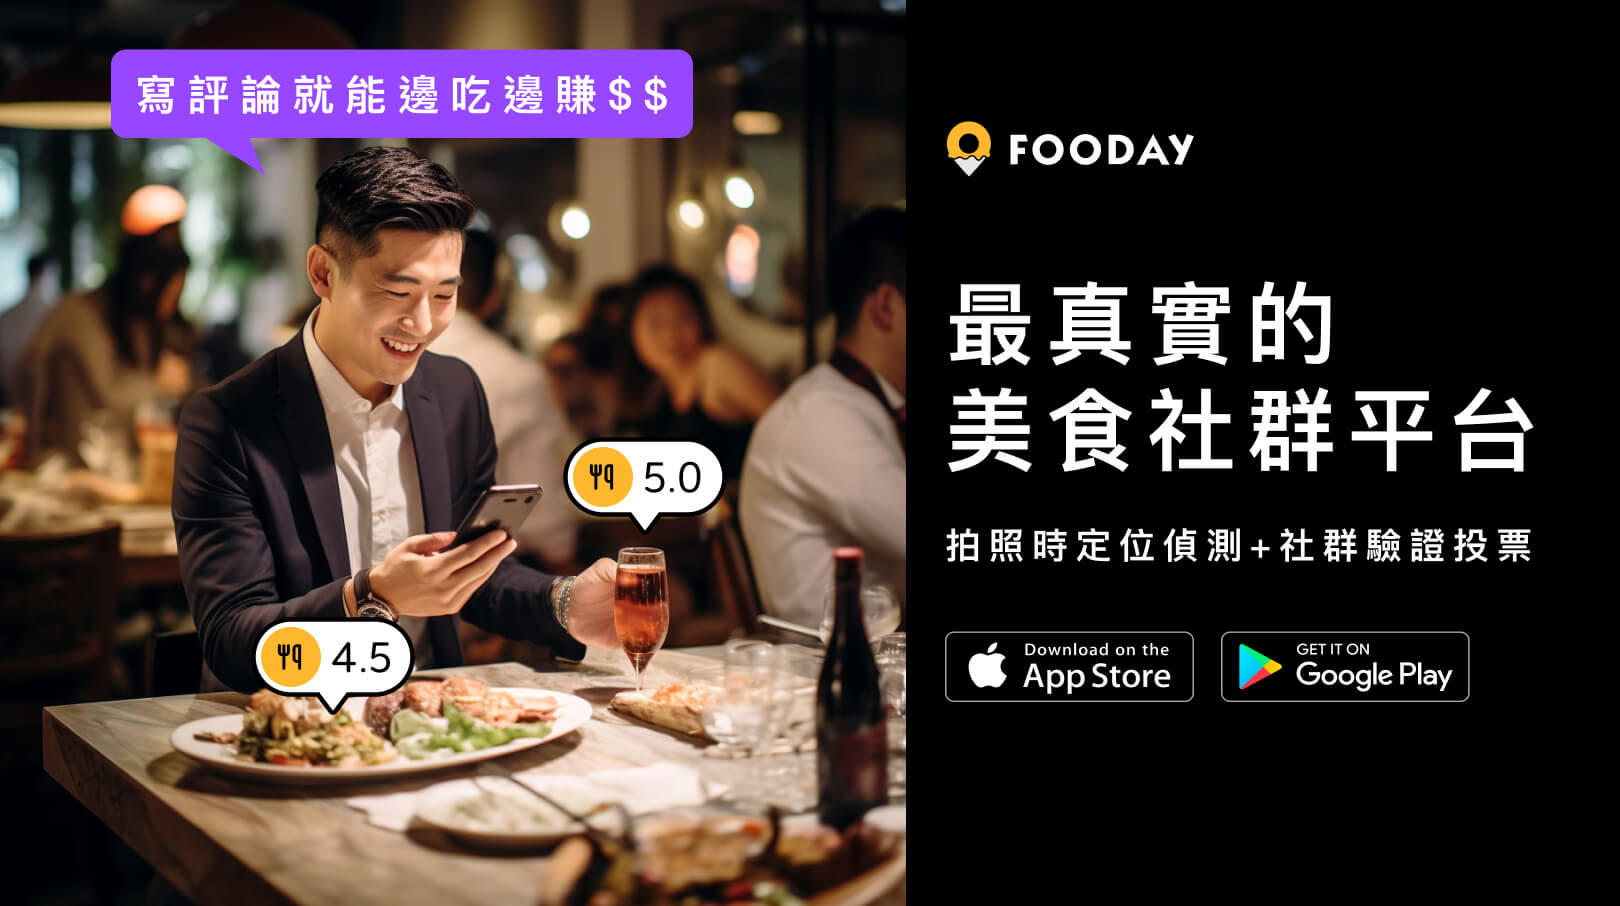 寫評論就能邊吃邊賺$$
FOODAY
最真實的
美食社群平台
拍照時定位偵測+社群驗證投票
5.0
4.5
Download on the
App Store
GET IT ON
Google Play